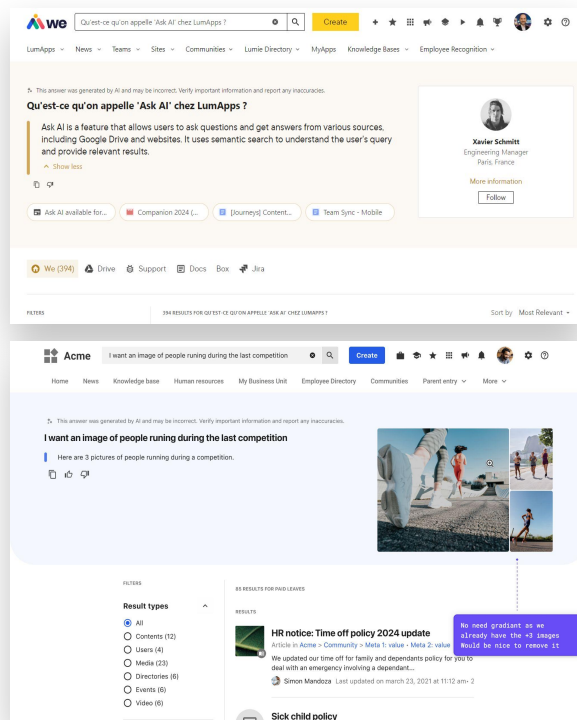 we Qu'est-ce qu'on appelle 'Ask AI' chez LumApps ? Create
LumApps News Teams Sites Communities Lumie Directory MyApps Knowledge Bases Employee Recognition
This answer was generated by AI and may be incorrect. Verify important information and report any inaccuracies.
Qu'est-ce qu'on appelle 'Ask AI' chez LumApps ?
Ask AI is a feature that allows users to ask questions and get answers from various sources,
including Google Drive and websites. It uses semantic search to understand the user's query
and provide relevant results.
Show less
Xavier Schmitt
Engineering Manager
Paris, France
More information
Follow
Ask AI available for... Companion 2024 (... [Journeys] Content... Team Sync - Mobile
We (394) Drive Support Docs Box Jira
FILTERS 394 RESULTS FOR QU'EST-CE QU'ON APPELLE 'ASK AI' CHEZ LUMAPPS ? Sort by Most Relevant
Acme I want an image of people runing during the last competition Create
Home News Knowledge base Human resources My Business Unit Employee Directory Communities Parent entry More
This answer was generated by AI and may be incorrect. Verify important information and report any inaccuracies.
I want an image of people runing during the last competition
Here are 3 pictures of people running during a competition.
FILTERS
Result types
All
Contents (12)
Users (4)
Media (23)
Directories (6)
Events (6)
Video (6)
65 RESULTS FOR PAID LEAVES
RESULTS
HR notice: Time off policy 2024 update
Article in Acme > Community > Meta 1: value • Meta 2: value
We updated our time off for family and dependants policy for you to
deal with an emergency involving a dependant...
Simon Mandoza Last updated on march 23, 2021 at 11:12 am• 2
Sick child policy
No need gradiant as we
already have the +3 images
Would be nice to remove it